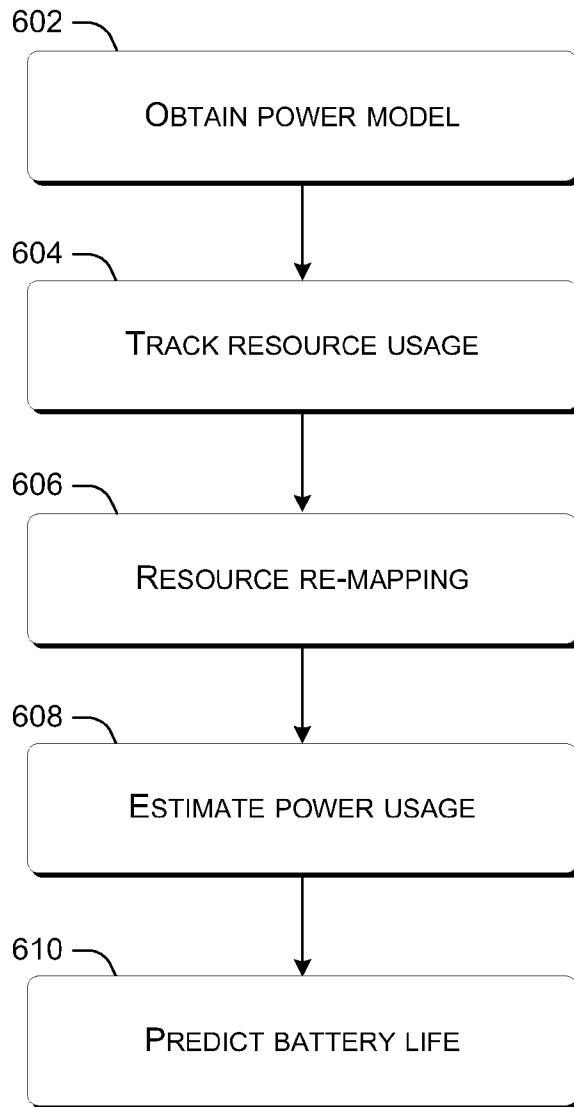 602
OBTAIN POWER MODEL
604
TRACK RESOURCE USAGE
606
RESOURCE RE-MAPPING
608
ESTIMATE POWER USAGE
610
PREDICT BATTERY LIFE